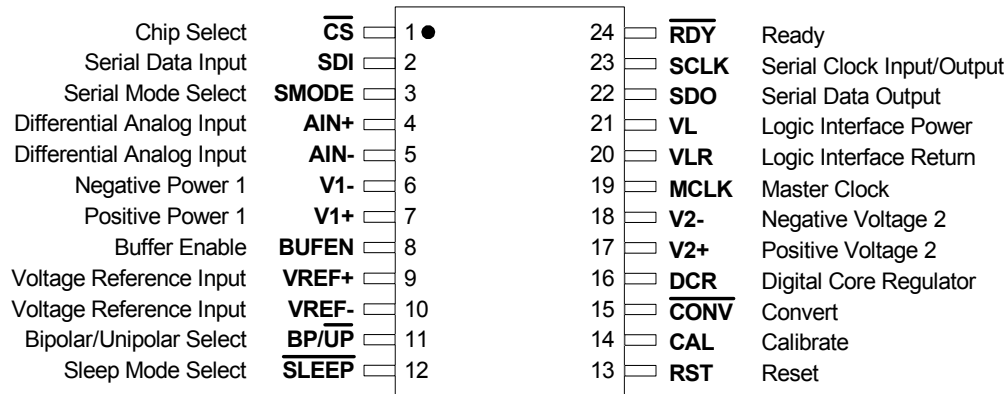 Chip Select CS 1 24 RDY Ready
Serial Data Input SDI 2 23 SCLK Serial Clock Input/Output
Serial Mode Select SMODE 3 22 SDO Serial Data Output
Differential Analog Input AIN+ 4 21 VL Logic Interface Power
Differential Analog Input AIN- 5 20 VLR Logic Interface Return
Negative Power 1 V1- 6 19 MCLK Master Clock
Positive Power 1 V1+ 7 18 V2- Negative Voltage 2
Buffer Enable BUFEN 8 17 V2+ Positive Voltage 2
Voltage Reference Input VREF+ 9 16 DCR Digital Core Regulator
Voltage Reference Input VREF- 10 15 CONV Convert
Bipolar/Unipolar Select BP/UP 11 14 CAL Calibrate
Sleep Mode Select SLEEP 12 13 RST Reset